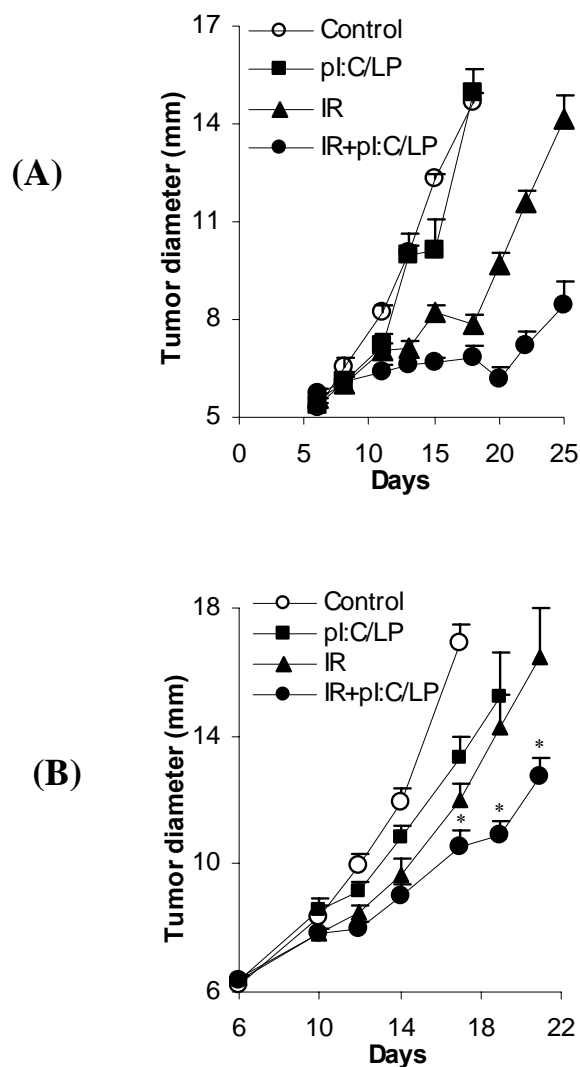 (A)
Tumor diameter (mm)
17
14
11
8
5
Control
pI:C/LP
IR
IR+pI:C/LP
0 5 10 15 20 25
Days
(B)
Tumor diameter (mm)
18
14
10
6
Control
pI:C/LP
IR
IR+pI:C/LP
*
* *
6 10 14 18 22
Days